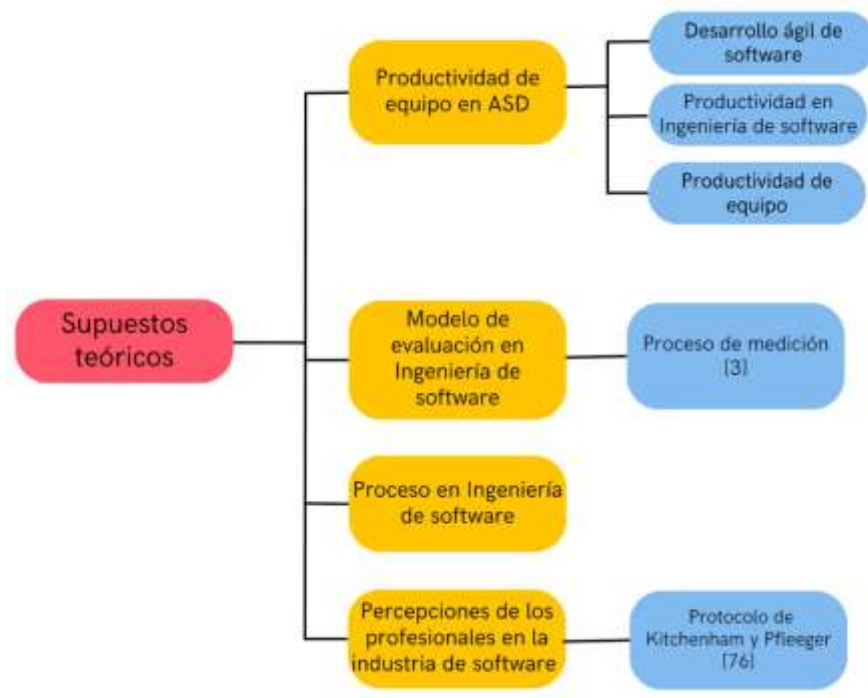 Supuestos
teóricos
Productividad de
equipo en ASD
Desarrollo ágil de
software
Productividad en
Ingeniería de software
Productividad de
equipo
Modelo de
evaluación en
Ingeniería de
software
Proceso de medición
[3]
Proceso en Ingeniería
de software
Percepciones de los
profesionales en la
industria de software
Protocolo de
Kitchenham y Pfleeger
[76]